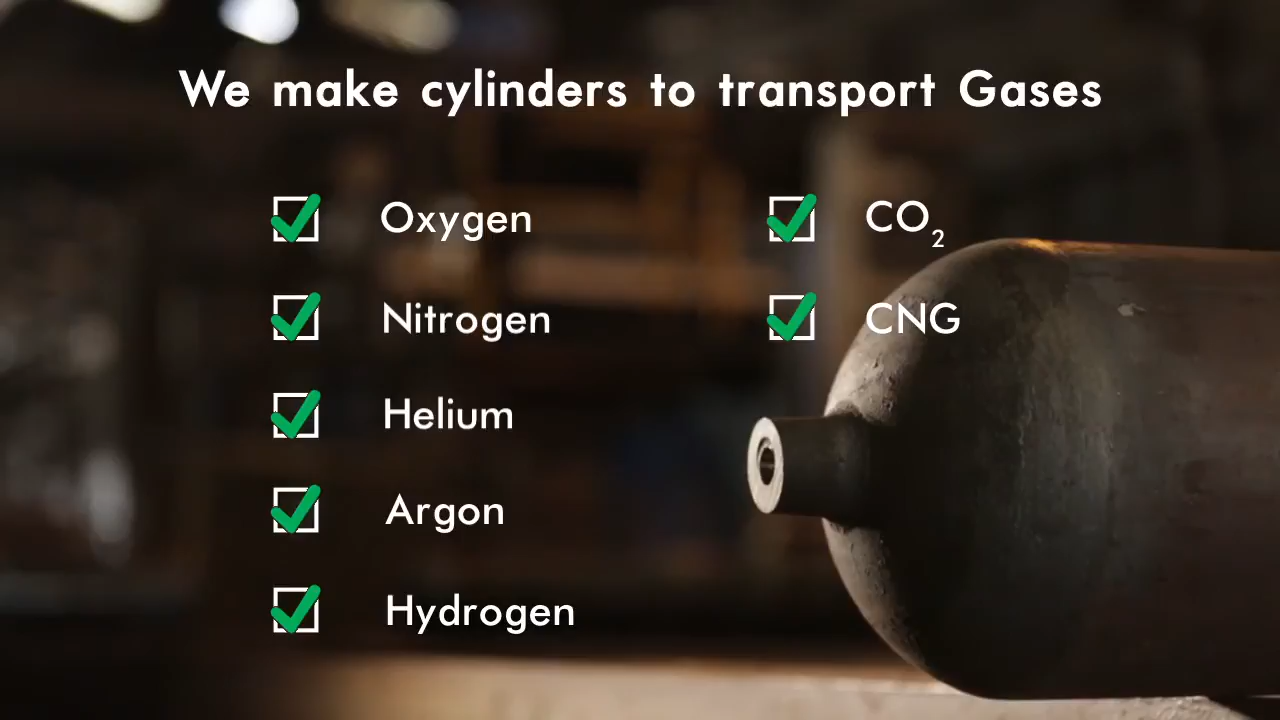 We make cylinders to transport Gases
Oxygen
Nitrogen
Helium
Argon
Hydrogen
CO₂
CNG